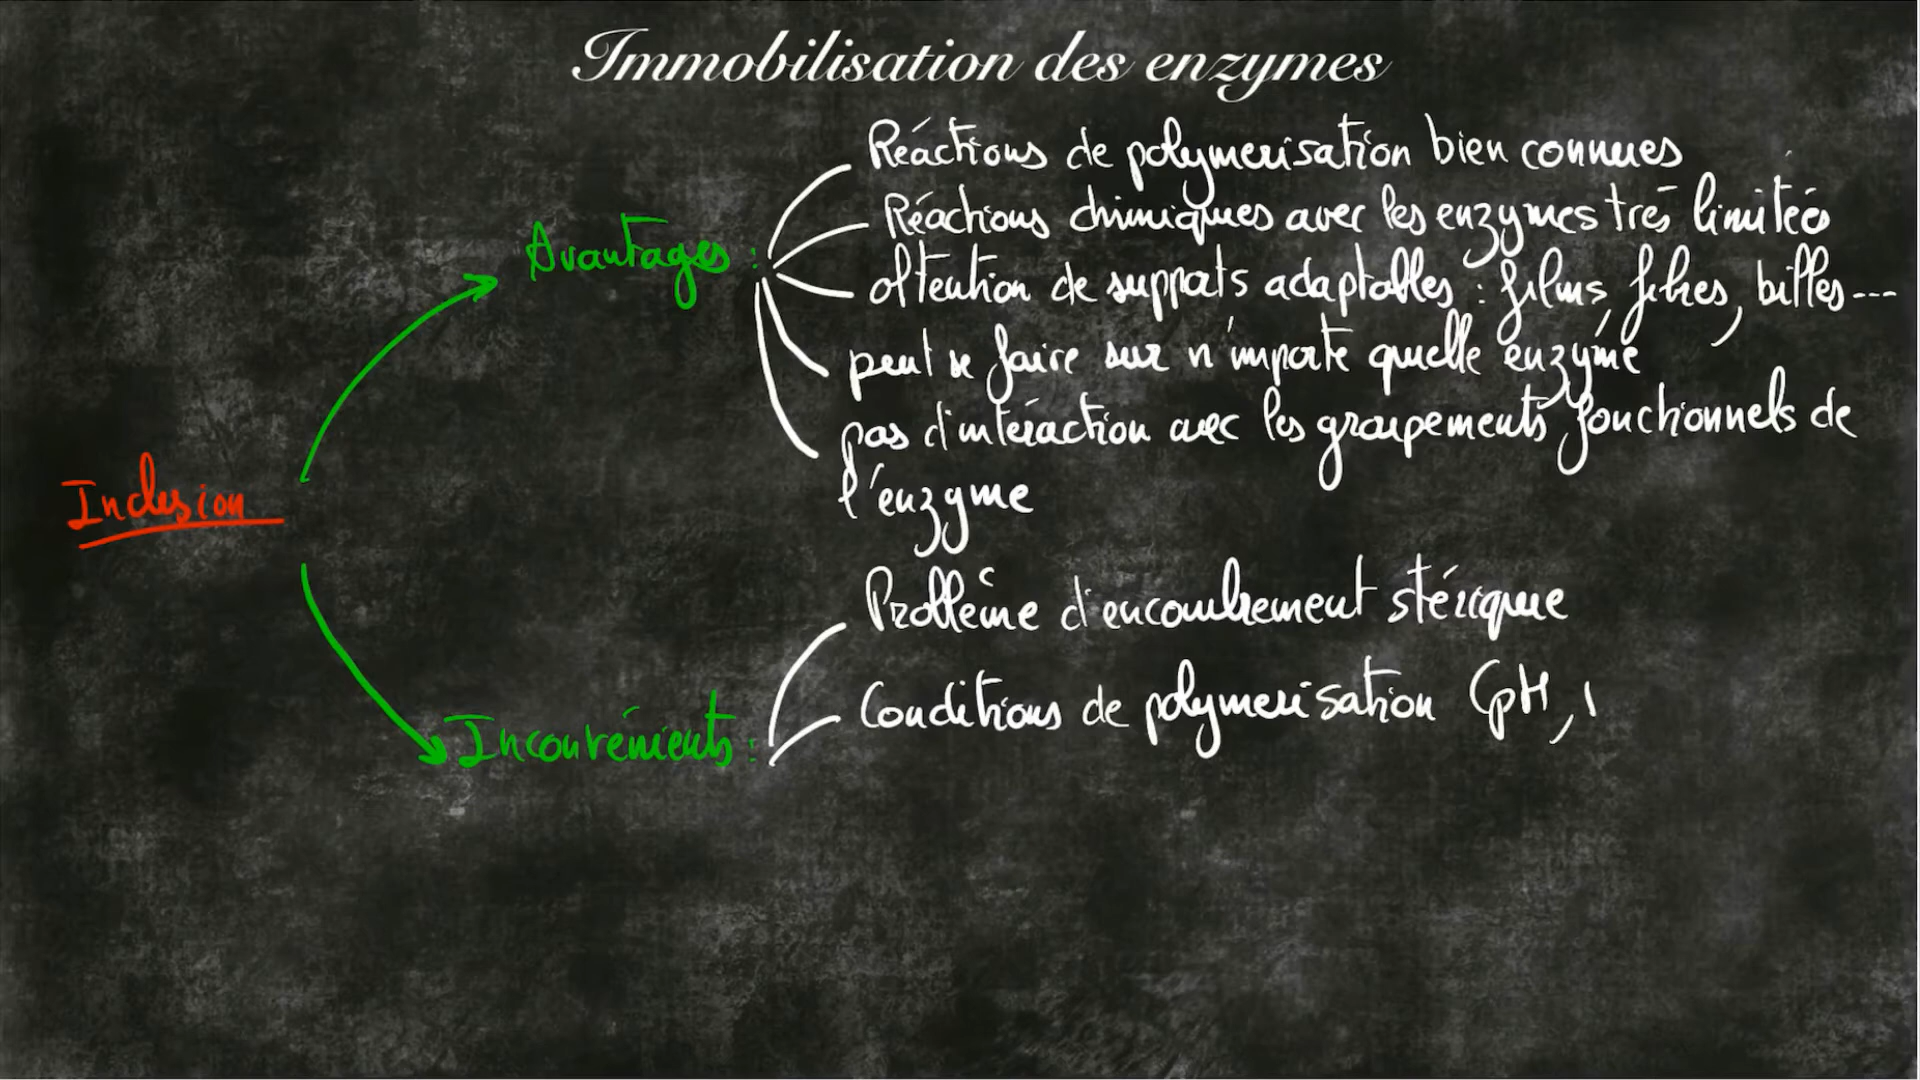 Immobilisation des enzymes
Réactions de polymerisation bien connues
Réactions chimiques avec les enzymes très limitées
Avantages :
obtention de supports adaptables : films, fibres, billes...
peut se faire sur n'importe quelle enzyme
pas d'intéraction avec les groupements fonctionnels de
l'enzyme
Inclusion
Problème d'encombrement stérique
Conditions de polymerisation (pH,
Inconvénients :